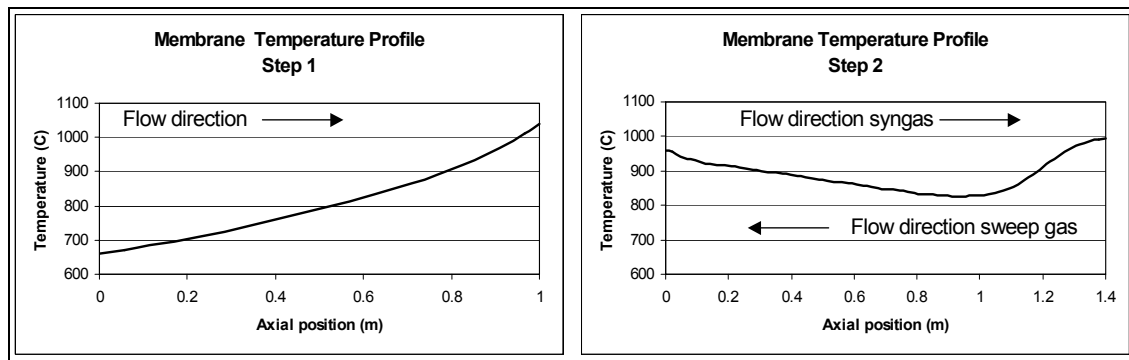 Membrane Temperature Profile
Step 1
1100
1000
900
800
700
600
Temperature (C)
Flow direction
0 0.2 0.4 0.6 0.8 1
Axial position (m)
Membrane Temperature Profile
Step 2
1100
1000
900
800
700
600
Temperature (C)
Flow direction syngas
Flow direction sweep gas
0 0.2 0.4 0.6 0.8 1 1.2 1.4
Axial position (m)